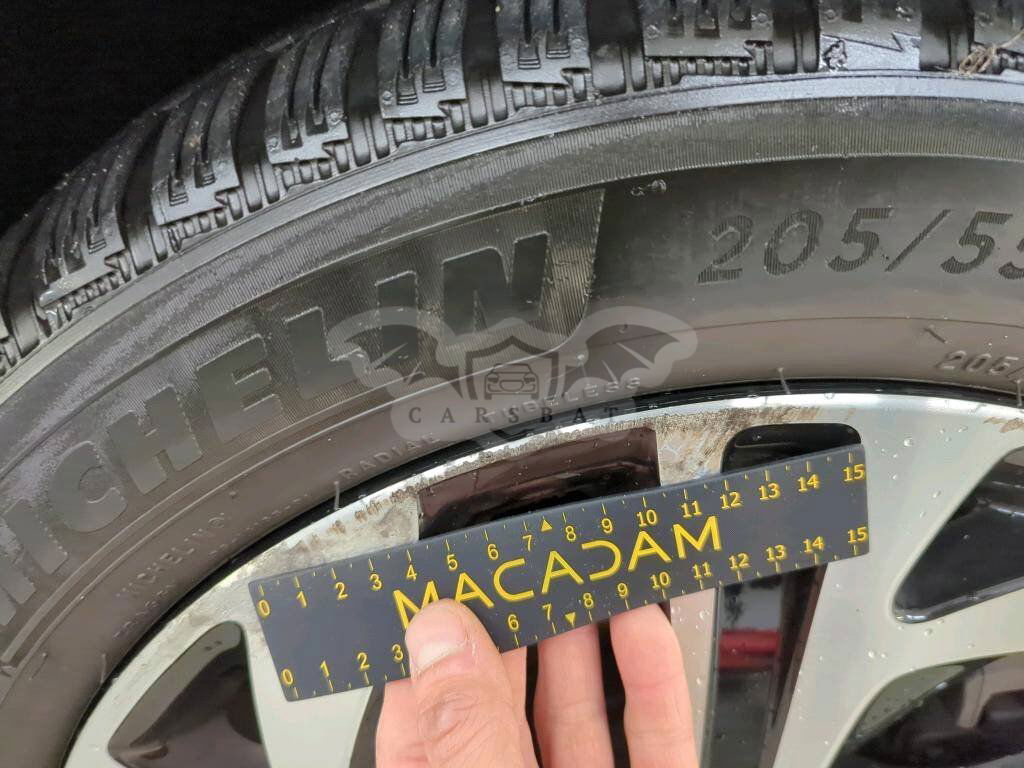 MICHELIN
205/55
205/
RADIAL TUBELESS
MICHELIN
CARSBAT
0 1 2 3 4 5 6 7 8 9 10 11 12 13 14 15
MACADAM
0 1 2 3 6 7 8 9 10 11 12 13 14 15